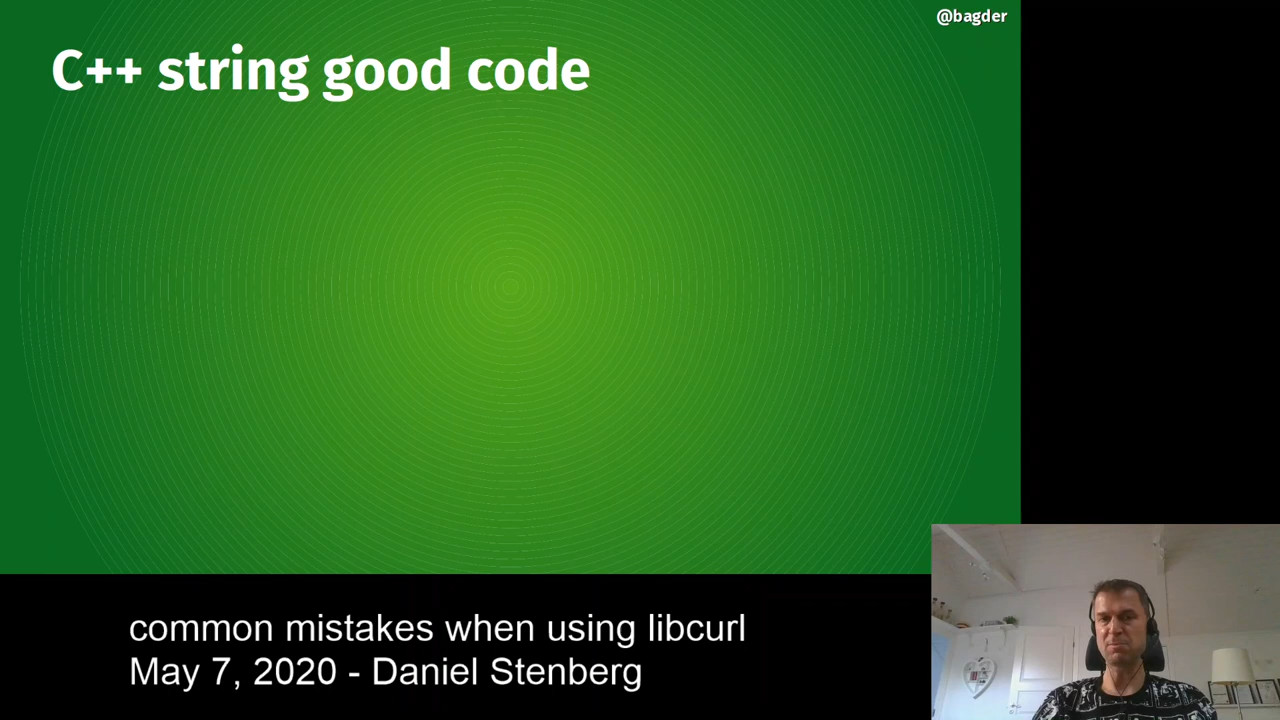 @bagder
C++ string good code
common mistakes when using libcurl
May 7, 2020 - Daniel Stenberg